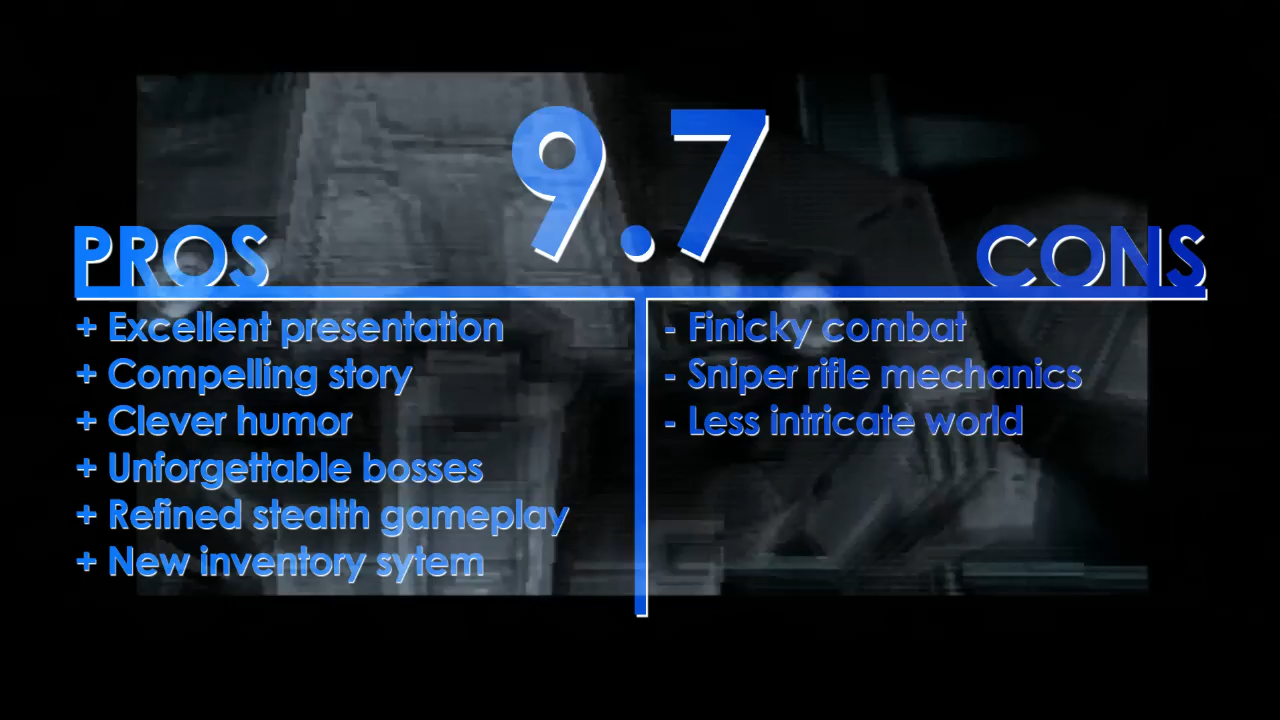 9.7
PROS
CONS
+ Excellent presentation
+ Compelling story
+ Clever humor
+ Unforgettable bosses
+ Refined stealth gameplay
+ New inventory sytem
- Finicky combat
- Sniper rifle mechanics
- Less intricate world